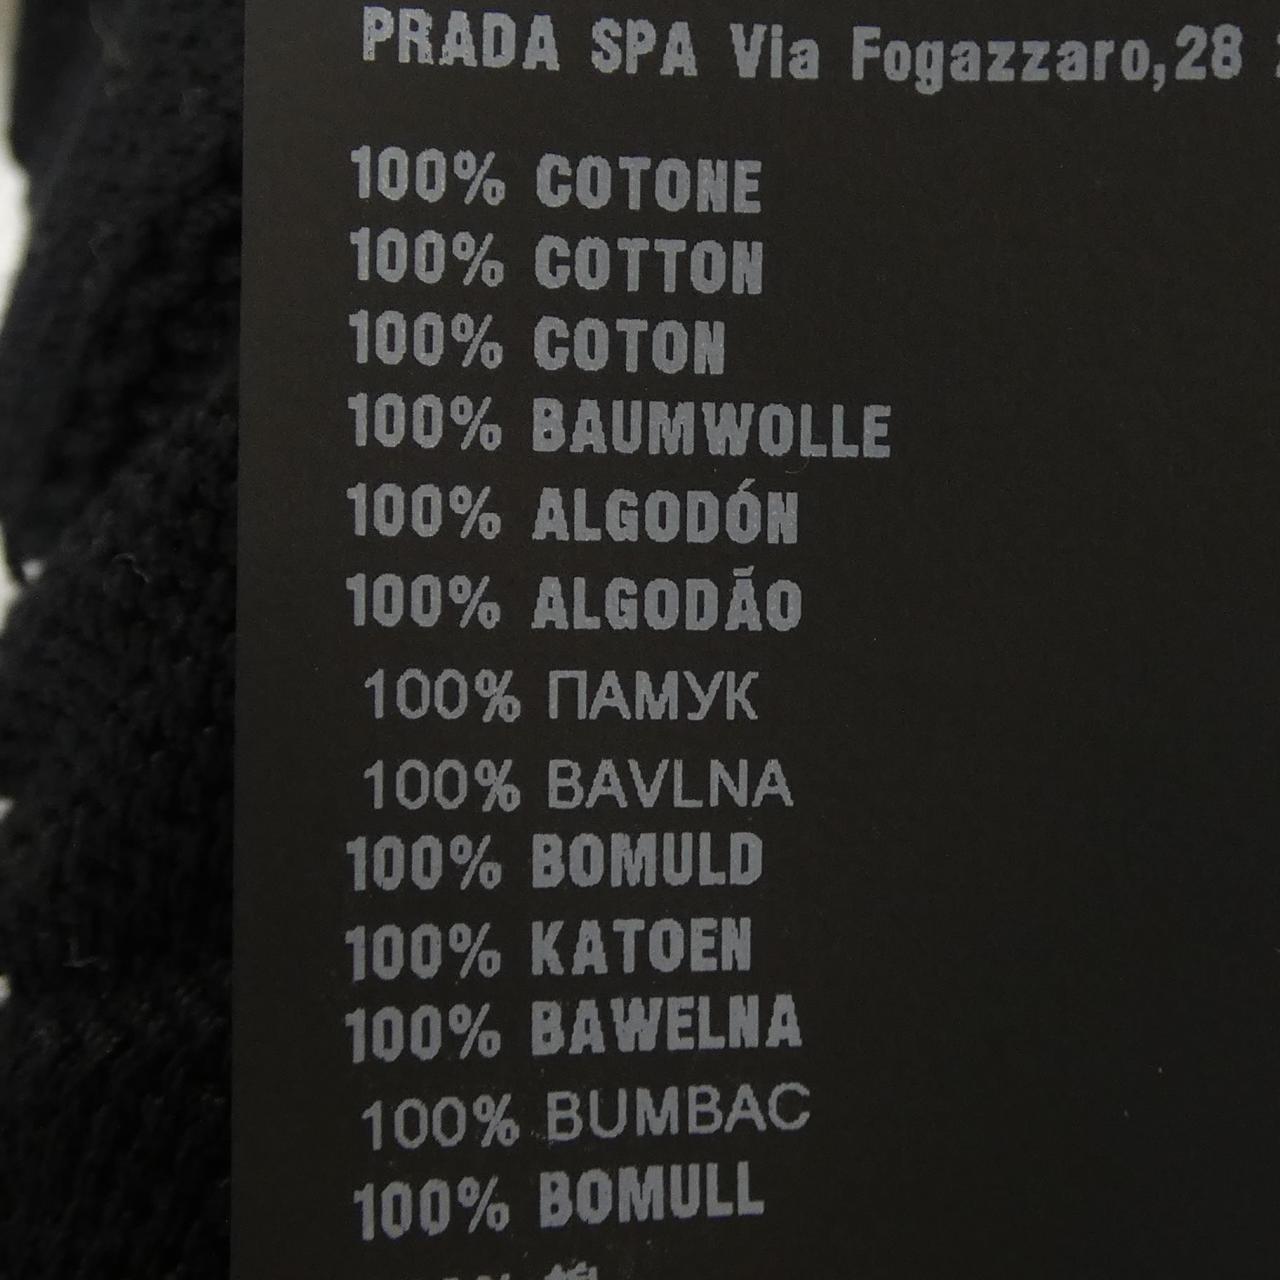 PRADA SPA Via Fogazzaro,28
100% COTONE
100% COTTON
100% COTON
100% BAUMWOLLE
100% ALGODÓN
100% ALGODÃO
100% ПАМУК
100% BAVLNA
100% BOMULD
100% KATOEN
100% BAWELNA
100% BUMBAC
100% BOMULL